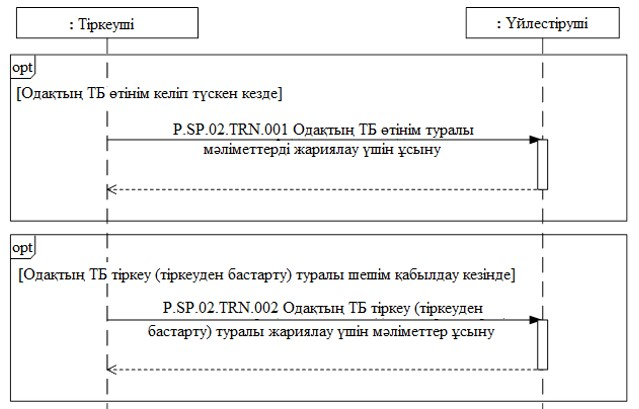 : Тіркеуші
: Үйлестіруші
opt
[Одақтың ТБ өтінім келіп түскен кезде]
P.SP.02.TRN.001 Одақтың ТБ өтінім туралы
мәліметтерді жариялау үшін ұсыну
opt
[Одақтың ТБ тіркеу (тіркеуден бастарту) туралы шешім қабылдау кезінде]
P.SP.02.TRN.002 Одақтың ТБ тіркеу (тіркеуден
бастарту) туралы жариялау үшін мәліметтер ұсыну